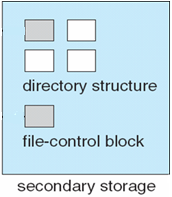 directory structure
file-control block
secondary storage